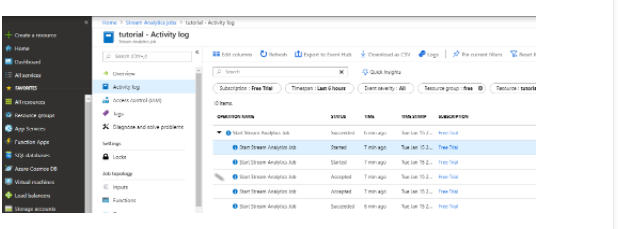 Home > Stream Analytics jobs > tutorial - Activity log
Create a resource
Home
Dashboard
All services
FAVORITES
All resources
Resource groups
App Services
Function Apps
SQL databases
Azure Cosmos DB
Virtual machines
Load balancers
Storage accounts
tutorial - Activity log
Stream Analytics job
Search (Ctrl+/)
Overview
Activity log
Access control (IAM)
Tags
Diagnose and solve problems
Settings
Locks
Job topology
Inputs
Functions
Edit columns Refresh Export to Event Hub Download as CSV Logs Pin current filters Reset
Search Quick Insights
Subscription : Free Trial Timespan : Last 6 hours Event severity : All Resource group : free Resource : tutoria
10 items.
OPERATION NAME STATUS TIME TIME STAMP SUBSCRIPTION
Start Stream Analytics Job Succeeded 6 min ago Tue Jan 15 2... Free Trial
Start Stream Analytics Job Started 7 min ago Tue Jan 15 2... Free Trial
Start Stream Analytics Job Started 7 min ago Tue Jan 15 2... Free Trial
Start Stream Analytics Job Accepted 7 min ago Tue Jan 15 2... Free Trial
Start Stream Analytics Job Accepted 7 min ago Tue Jan 15 2... Free Trial
Start Stream Analytics Job Succeeded 6 min ago Tue Jan 15 2... Free Trial